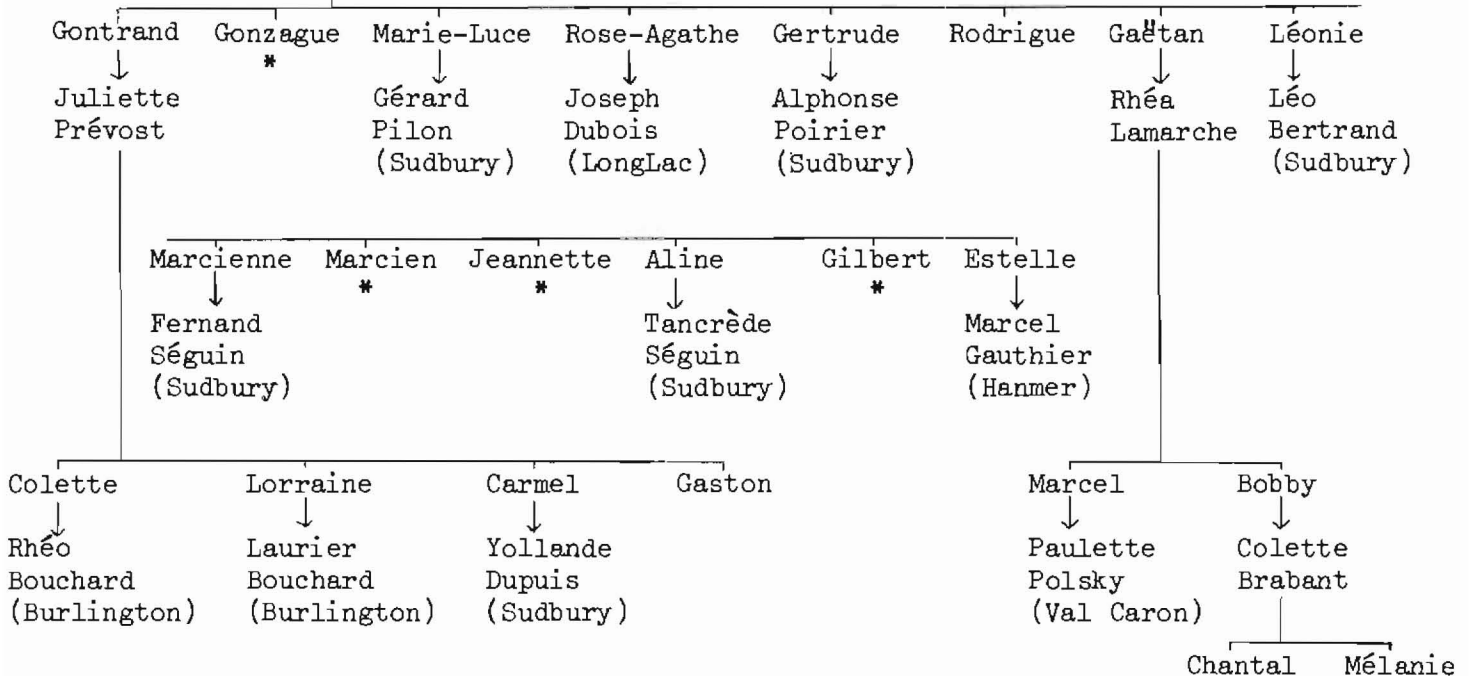 Gontrand Gonzague Marie-Luce Rose-Agathe Gertrude Rodrigue Gaëtan Léonie
*
Juliette Gérard Joseph Alphonse Rhéa Léo
Prévost Pilon Dubois Poirier Lamarche Bertrand
(Sudbury) (LongLac) (Sudbury) (Sudbury)
Marcienne Marcien Jeannette Aline Gilbert Estelle
* * *
Fernand Tancrède Marcel
Séguin Séguin Gauthier
(Sudbury) (Sudbury) (Hanmer)
Colette Lorraine Carmel Gaston Marcel Bobby
Rhéo Laurier Yollande Paulette Colette
Bouchard Bouchard Dupuis Polsky Brabant
(Burlington) (Burlington) (Sudbury) (Val Caron)
Chantal Mélanie